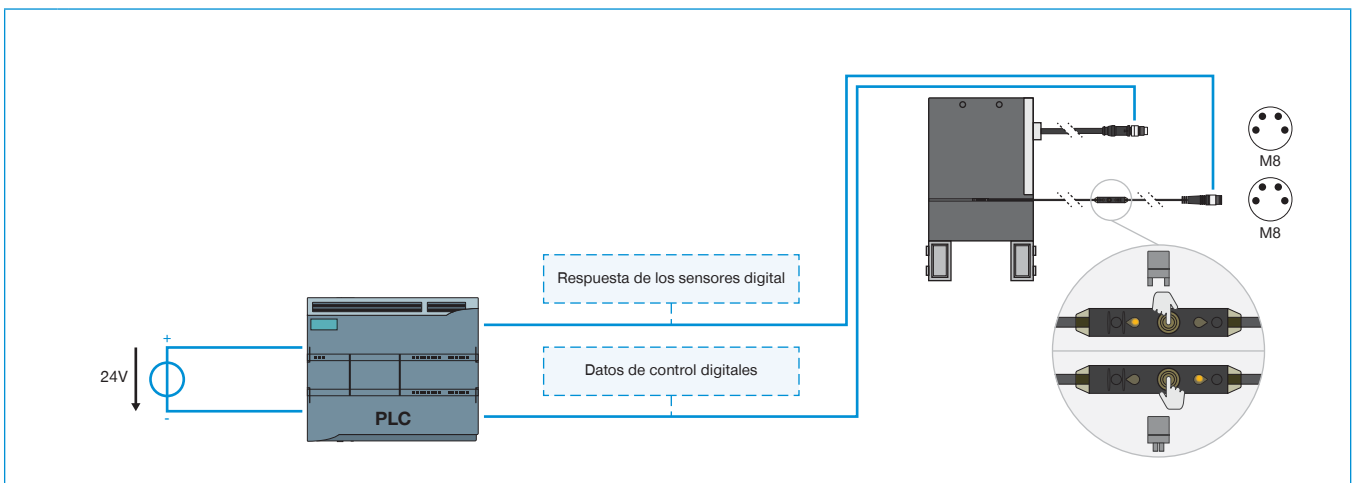 M8
M8
Respuesta de los sensores digital
Datos de control digitales
+
24V
-
PLC